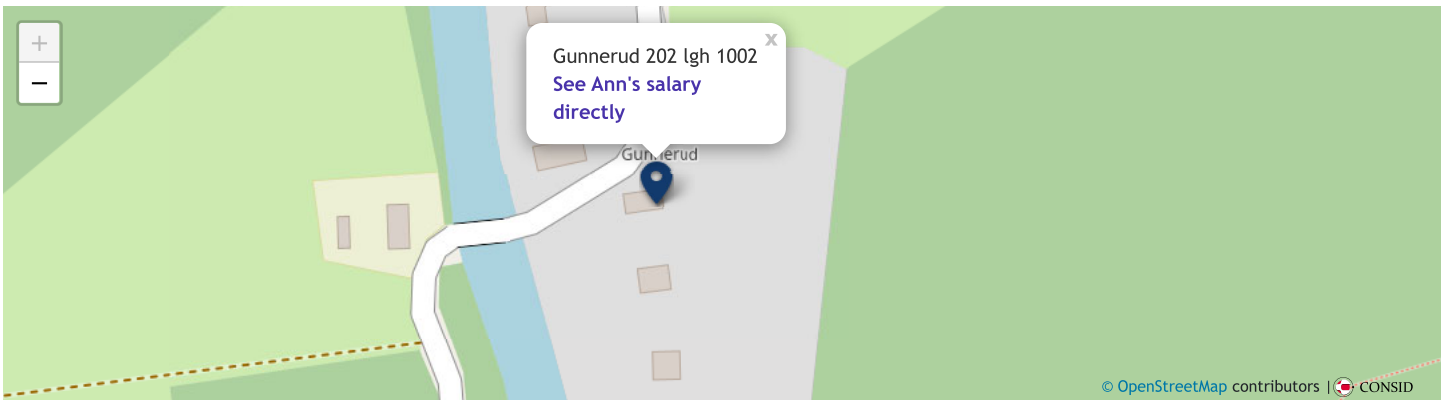 +
−
Gunnerud 202 lgh 1002
x
See Ann's salary
directly
Gunnerud
© OpenStreetMap contributors | CONSID